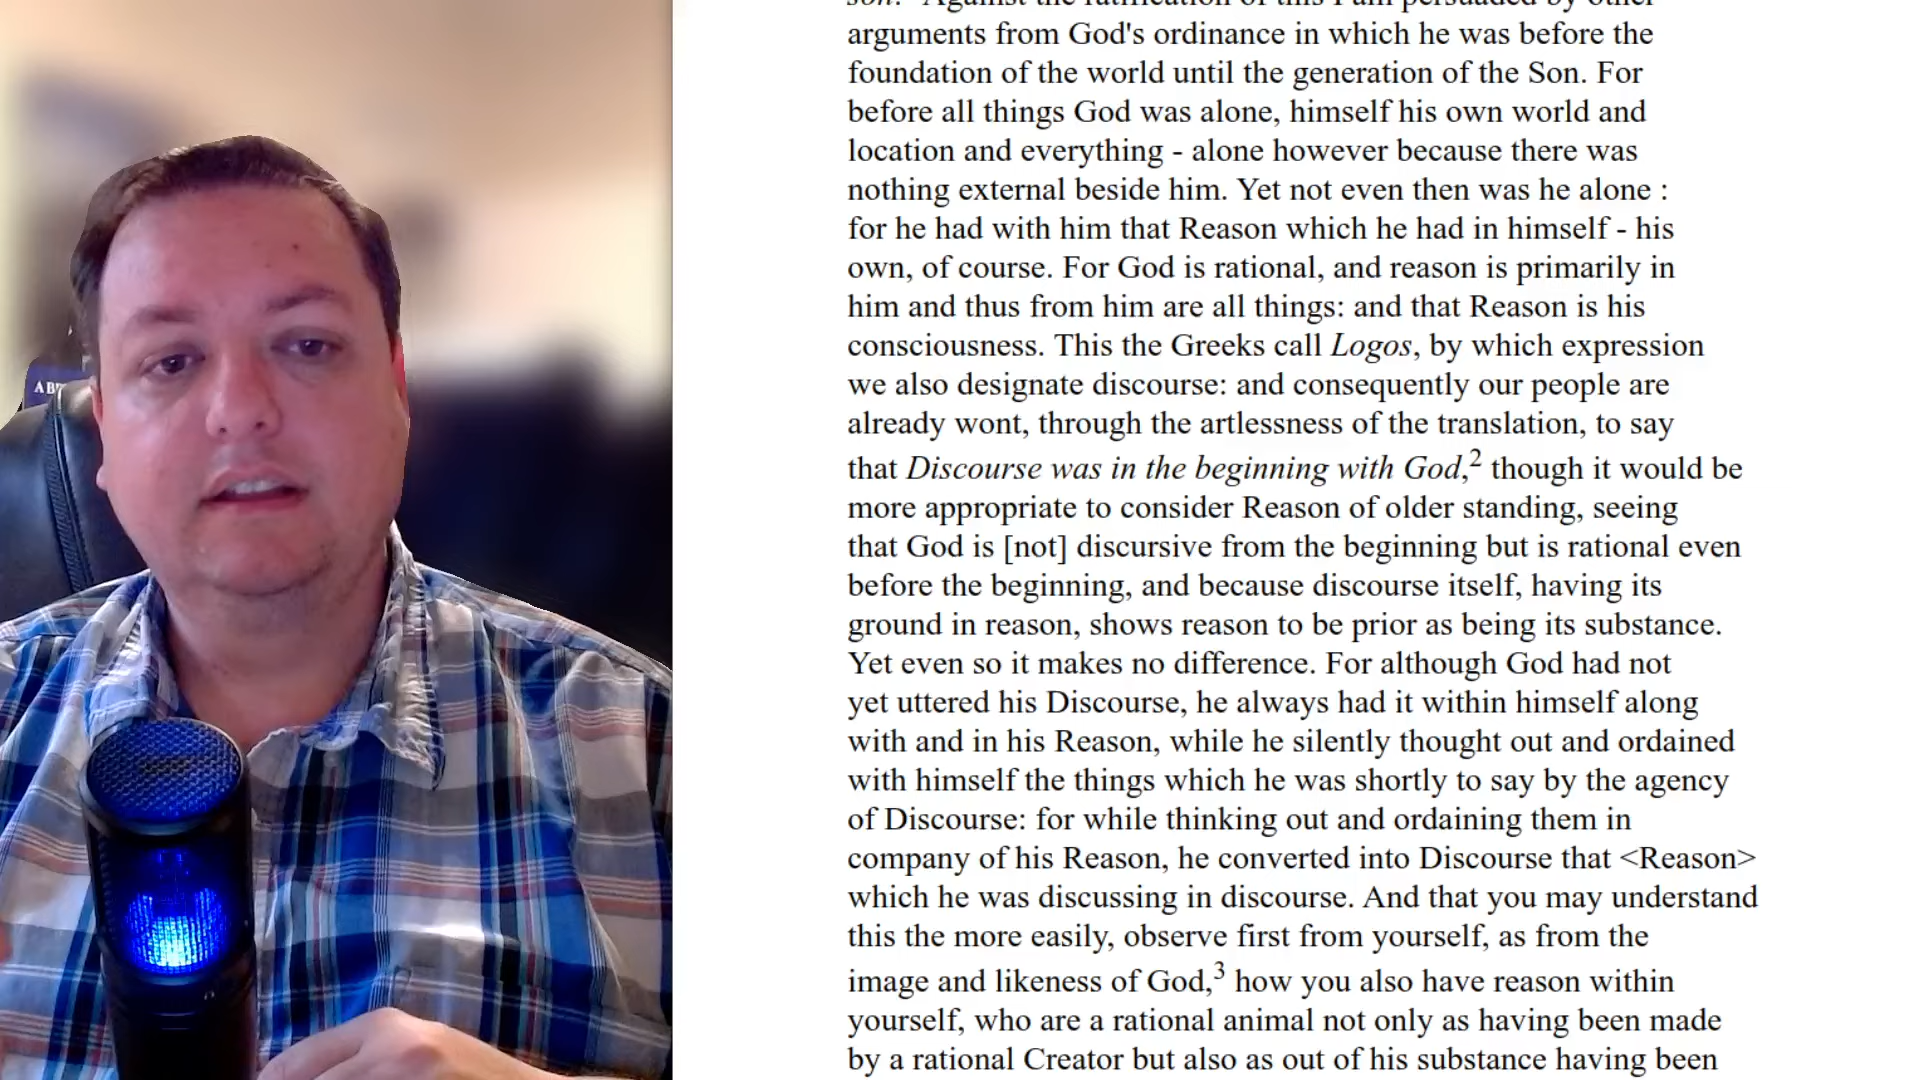 son." Against the ratification of this I am persuaded by other
arguments from God's ordinance in which he was before the
foundation of the world until the generation of the Son. For
before all things God was alone, himself his own world and
location and everything - alone however because there was
nothing external beside him. Yet not even then was he alone :
for he had with him that Reason which he had in himself - his
own, of course. For God is rational, and reason is primarily in
him and thus from him are all things: and that Reason is his
consciousness. This the Greeks call Logos, by which expression
we also designate discourse: and consequently our people are
already wont, through the artlessness of the translation, to say
that Discourse was in the beginning with God,2 though it would be
more appropriate to consider Reason of older standing, seeing
that God is [not] discursive from the beginning but is rational even
before the beginning, and because discourse itself, having its
ground in reason, shows reason to be prior as being its substance.
Yet even so it makes no difference. For although God had not
yet uttered his Discourse, he always had it within himself along
with and in his Reason, while he silently thought out and ordained
with himself the things which he was shortly to say by the agency
of Discourse: for while thinking out and ordaining them in
company of his Reason, he converted into Discourse that <Reason>
which he was discussing in discourse. And that you may understand
this the more easily, observe first from yourself, as from the
image and likeness of God,3 how you also have reason within
yourself, who are a rational animal not only as having been made
by a rational Creator but also as out of his substance having been